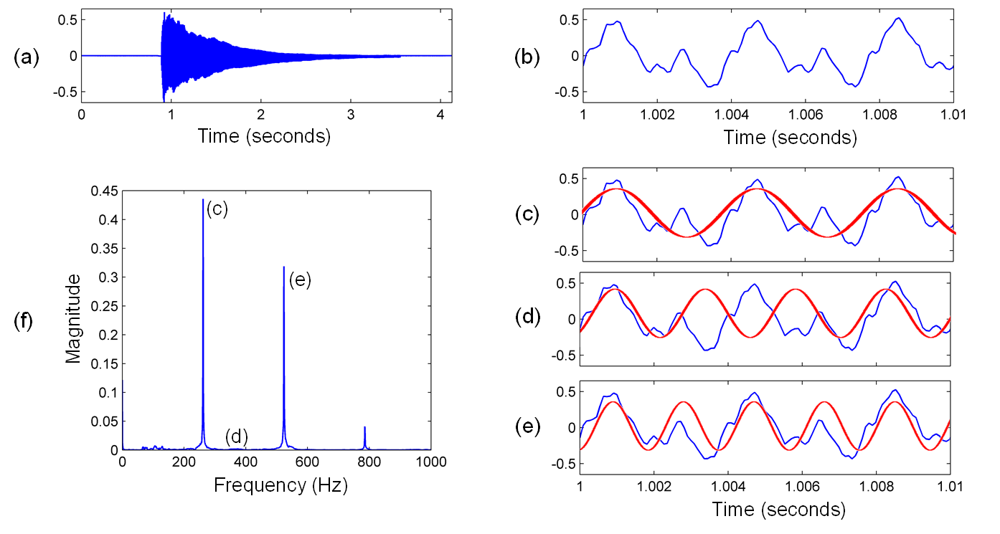 (a)
0.5
0
-0.5
0 1 2 3 4
Time (seconds)
(b)
0.5
0
-0.5
1 1.002 1.004 1.006 1.008 1.01
Time (seconds)
(f)
Magnitude
0.45
0.4
0.35
0.3
0.25
0.2
0.15
0.1
0.05
0
(c)
(e)
(d)
0 200 400 600 800 1000
Frequency (Hz)
(c)
0.5
0
-0.5
(d)
0.5
0
-0.5
(e)
0.5
0
-0.5
1 1.002 1.004 1.006 1.008 1.01
Time (seconds)